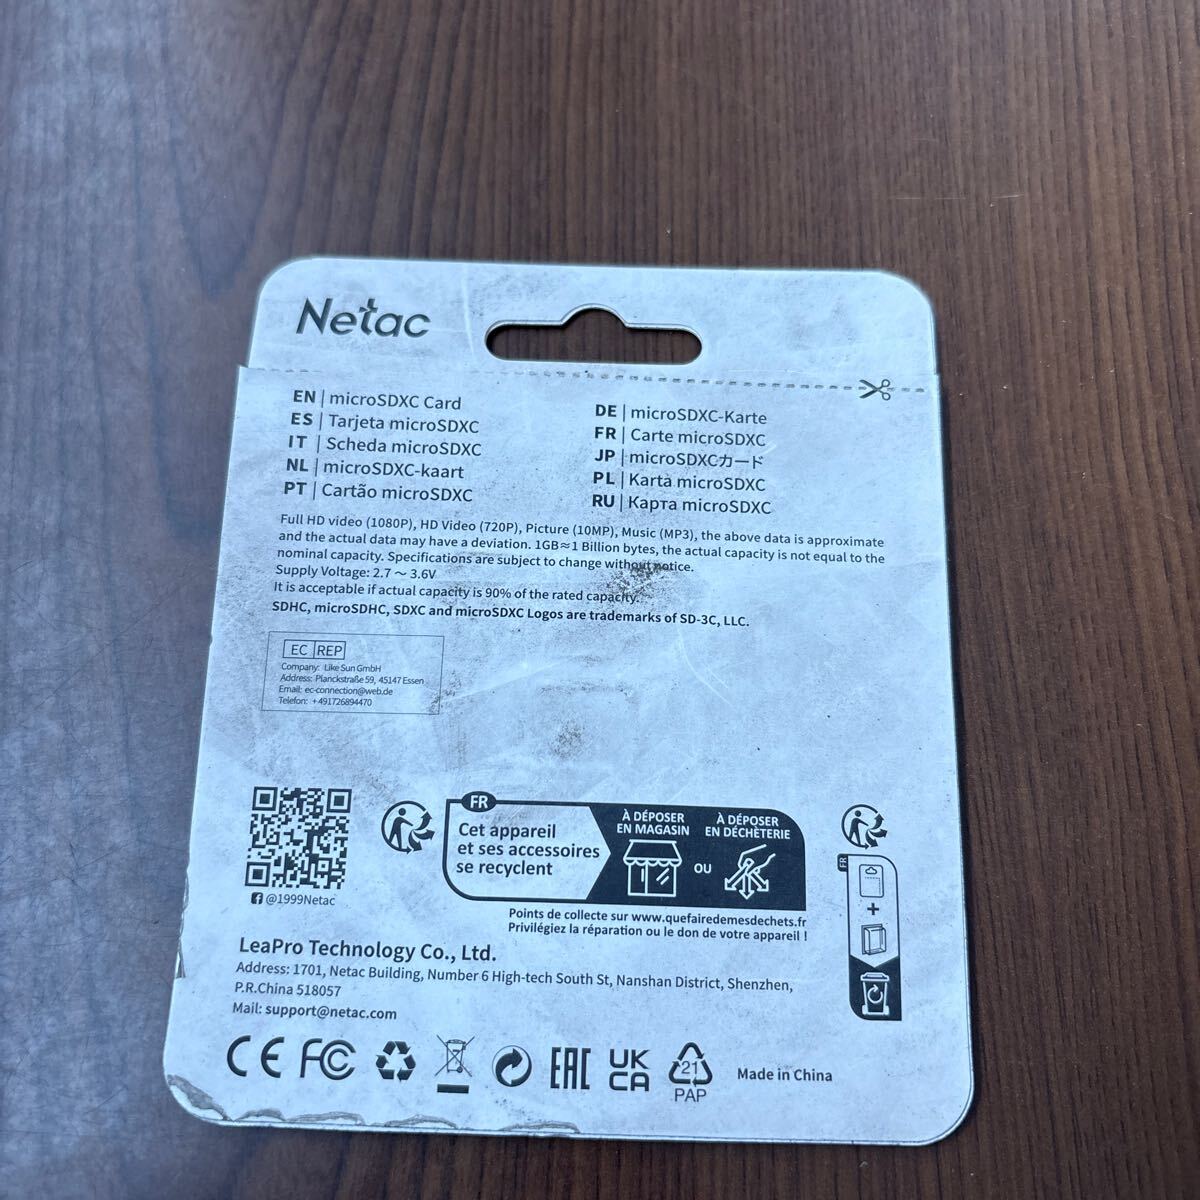 Netac
EN | microSDXC Card
ES | Tarjeta microSDXC
IT | Scheda microSDXC
NL | microSDXC-kaart
PT | Cartão microSDXC
DE | microSDXC-Karte
FR | Carte microSDXC
JP | microSDXCカード
PL | Karta microSDXC
RU | Карта microSDXC
Full HD video (1080P), HD Video (720P), Picture (10MP), Music (MP3), the above data is approximate
and the actual data may have a deviation. 1GB≈1 Billion bytes, the actual capacity is not equal to the
nominal capacity. Specifications are subject to change without notice.
Supply Voltage: 2.7 ~ 3.6V
It is acceptable if actual capacity is 90% of the rated capacity.
SDHC, microSDHC, SDXC and microSDXC Logos are trademarks of SD-3C, LLC.
EC REP
Company: Like Sun GmbH
Address: Planckstraße 59, 45147 Essen
Email: ec-connection@web.de
Telefon: +491726894470
@1999Netac
FR
Cet appareil
et ses accessoires
se recyclent
À DÉPOSER
EN MAGASIN
OU
À DÉPOSER
EN DÉCHÈTERIE
Points de collecte sur www.quefairedemesdechets.fr
Privilégiez la réparation ou le don de votre appareil !
FR
+
LeaPro Technology Co., Ltd.
Address: 1701, Netac Building, Number 6 High-tech South St, Nanshan District, Shenzhen,
P.R.China 518057
Mail: support@netac.com
CE FC EAC UK
CA
21
PAP
Made in China